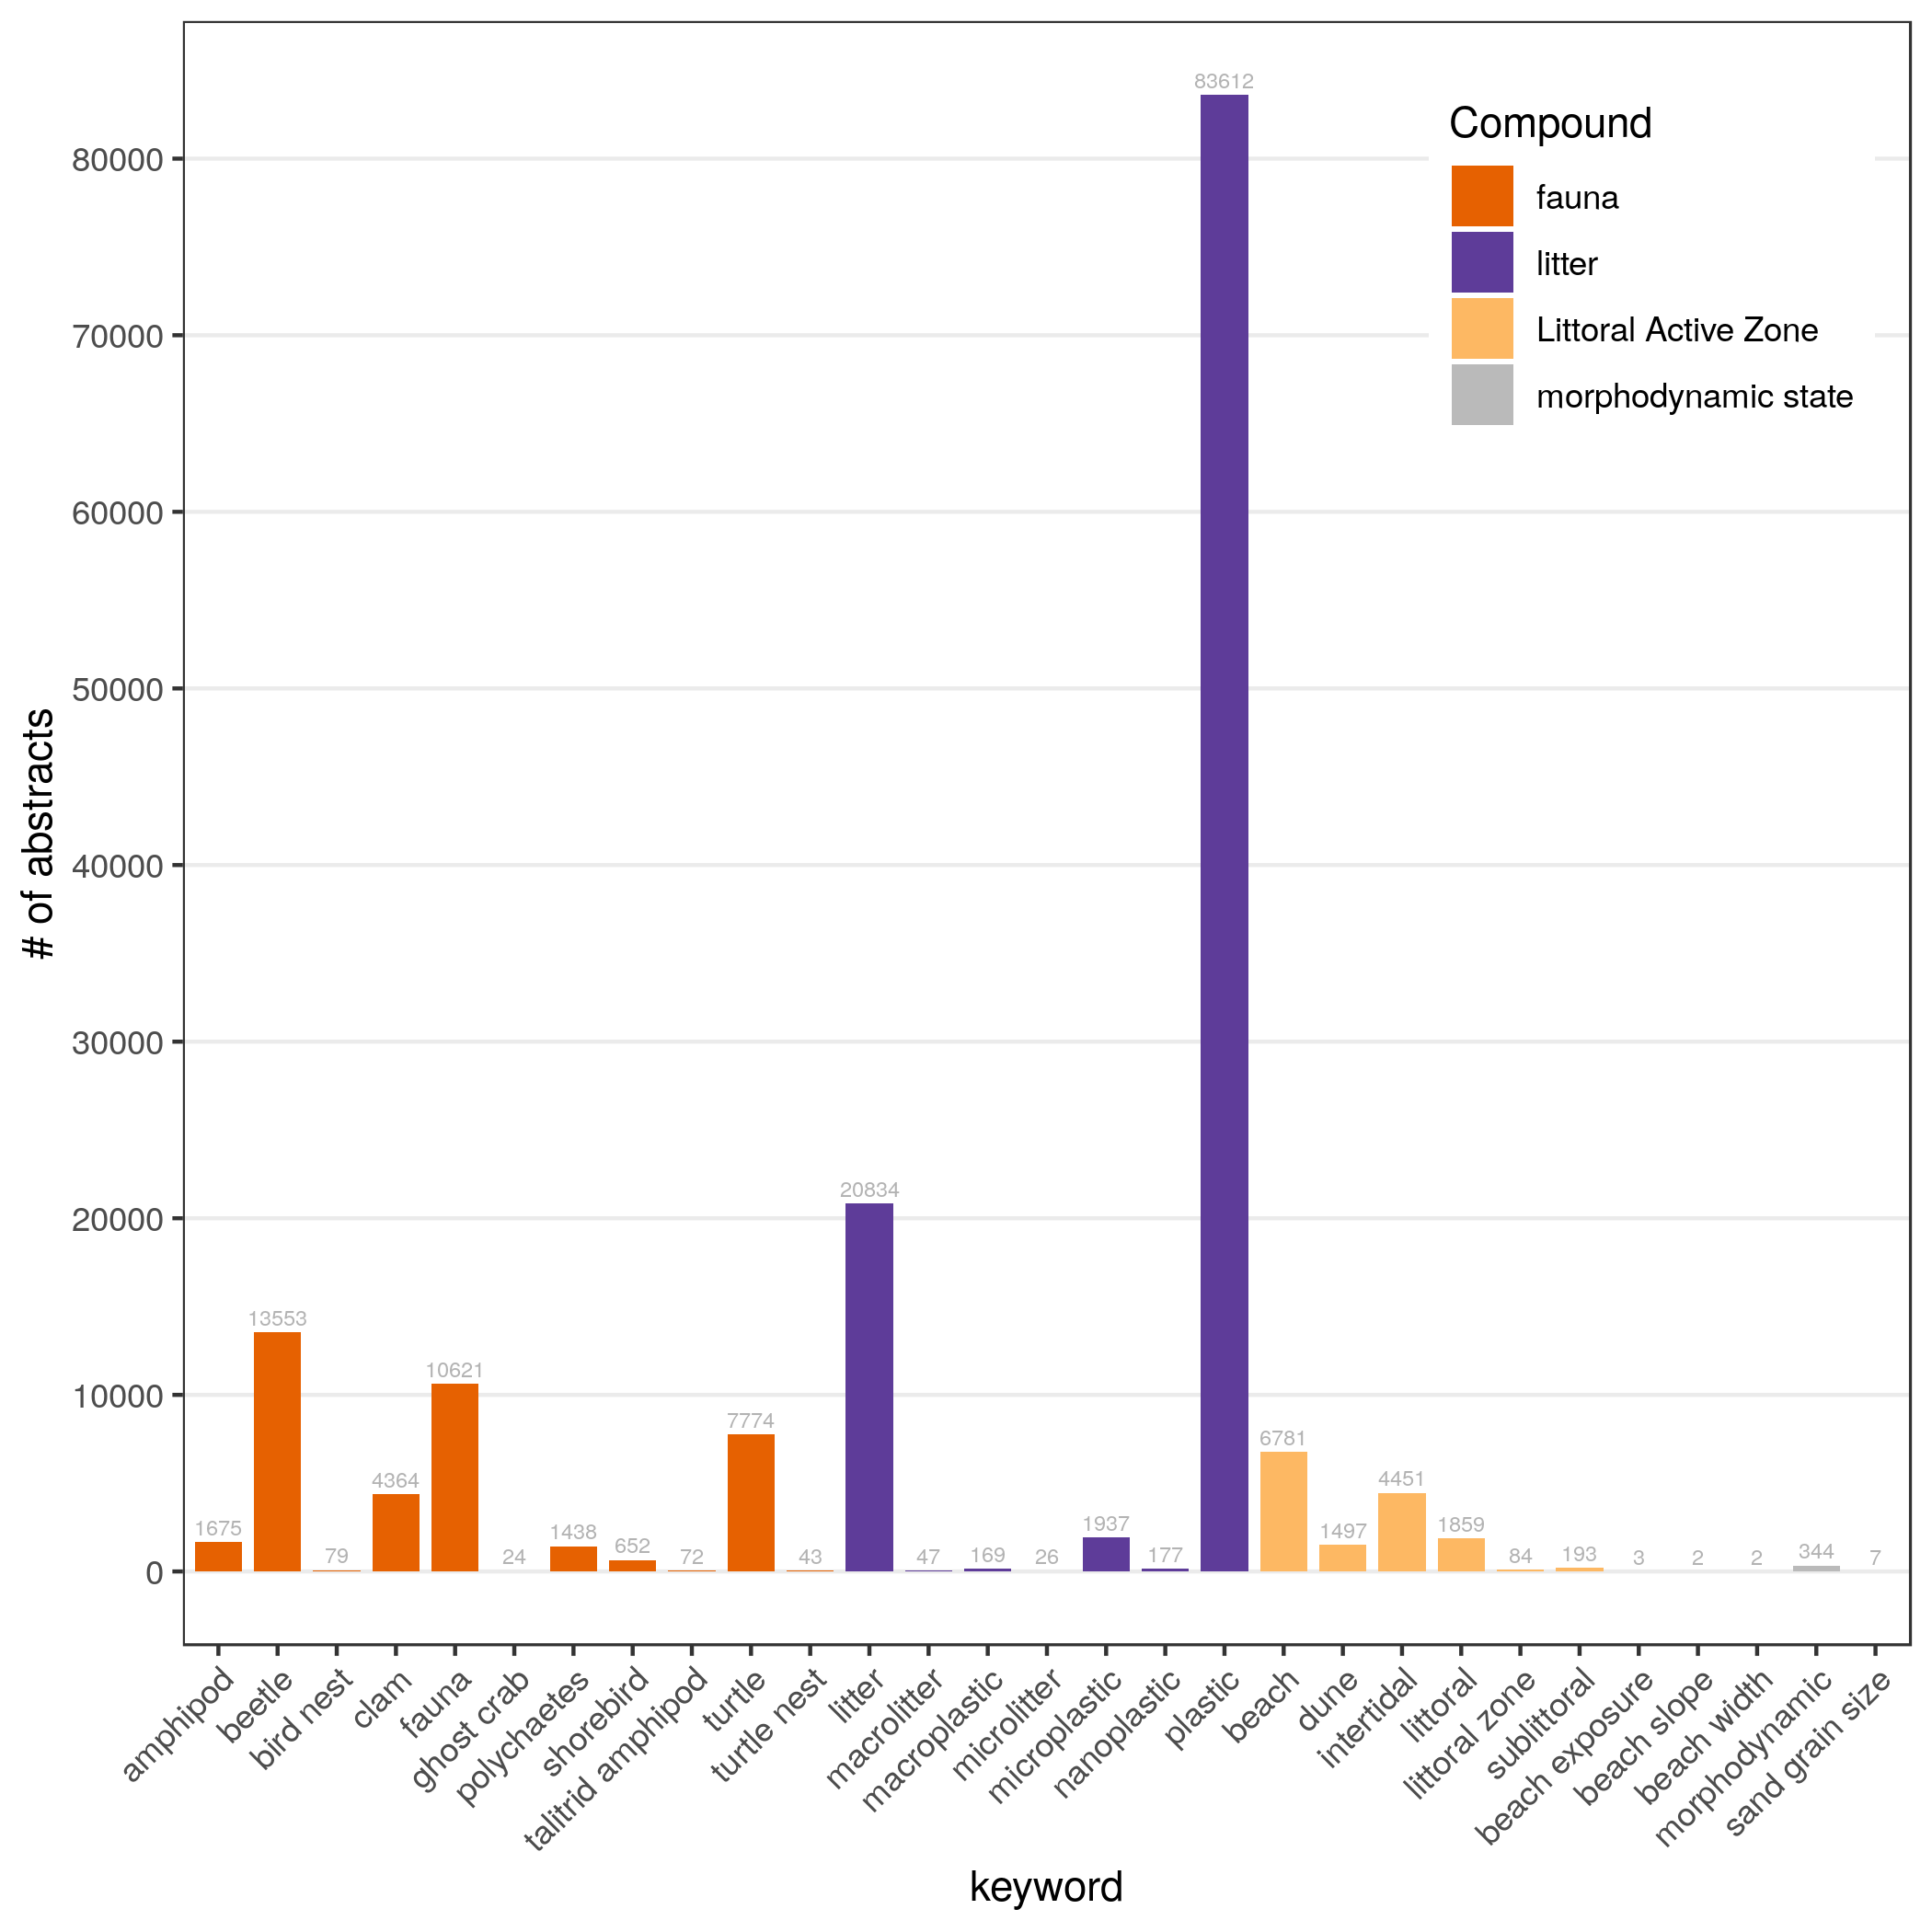 Compound
fauna
litter
Littoral Active Zone
morphodynamic state
# of abstracts
80000
70000
60000
50000
40000
30000
20000
10000
0
1675
13553
79
4364
10621
24
1438
652
72
7774
43
20834
47
169
26
1937
177
83612
6781
1497
4451
1859
84
193
3
2
2
344
7
amphipod
beetle
bird nest
clam
fauna
ghost crab
polychaetes
shorebird
talitrid amphipod
turtle
turtle nest
litter
macrolitter
macroplastic
microlitter
microplastic
nanoplastic
plastic
beach
dune
intertidal
littoral
littoral zone
sublittoral
beach exposure
beach slope
beach width
morphodynamic
sand grain size
keyword